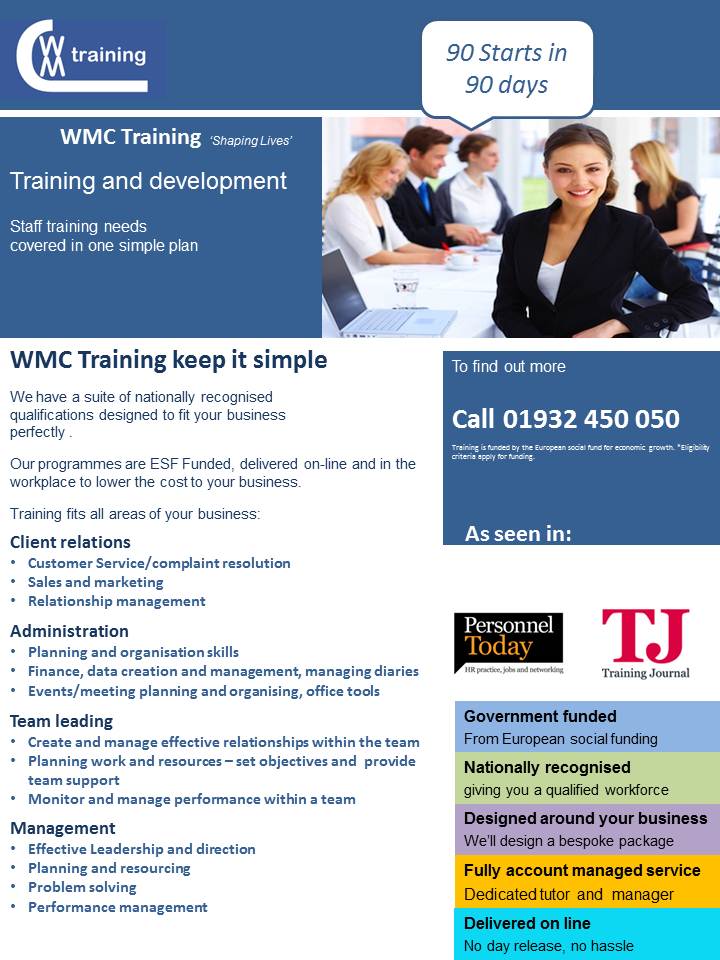 WM training
90 Starts in
90 days
WMC Training 'Shaping Lives'
Training and development
Staff training needs
covered in one simple plan
WMC Training keep it simple
We have a suite of nationally recognised
qualifications designed to fit your business
perfectly .
Our programmes are ESF Funded, delivered on-line and in the
workplace to lower the cost to your business.
Training fits all areas of your business:
Client relations
• Customer Service/complaint resolution
• Sales and marketing
• Relationship management
Administration
• Planning and organisation skills
• Finance, data creation and management, managing diaries
• Events/meeting planning and organising, office tools
Team leading
• Create and manage effective relationships within the team
• Planning work and resources – set objectives and provide
team support
• Monitor and manage performance within a team
Management
• Effective Leadership and direction
• Planning and resourcing
• Problem solving
• Performance management
To find out more
Call 01932 450 050
Training is funded by the European social fund for economic growth. *Eligibility
criteria apply for funding.
As seen in:
Personnel
Today
HR practice, jobs and networking
TJ
Training Journal
Government funded
From European social funding
Nationally recognised
giving you a qualified workforce
Designed around your business
We'll design a bespoke package
Fully account managed service
Dedicated tutor and manager
Delivered on line
No day release, no hassle